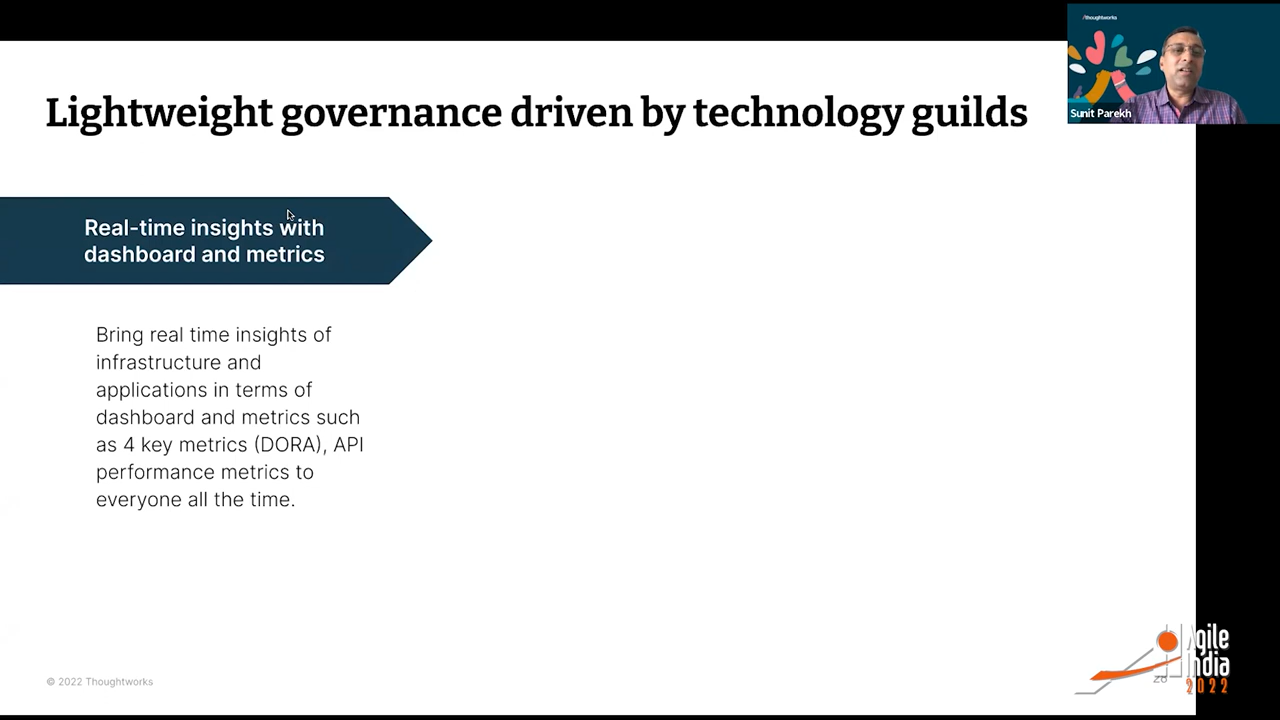 /thoughtworks
Sunit Parekh
Lightweight governance driven by technology guilds
Real-time insights with
dashboard and metrics
Bring real time insights of
infrastructure and
applications in terms of
dashboard and metrics such
as 4 key metrics (DORA), API
performance metrics to
everyone all the time.
© 2022 Thoughtworks
Agile
India
2022